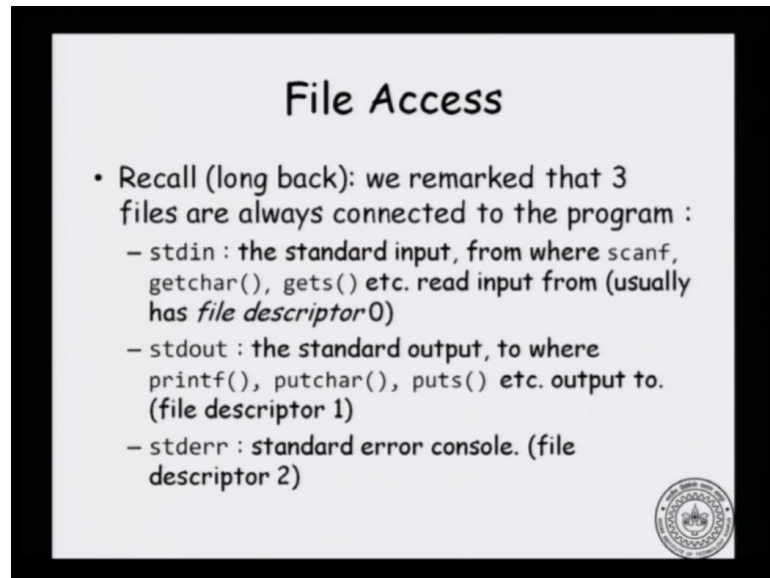 File Access
• Recall (long back): we remarked that 3
files are always connected to the program :
– stdin : the standard input, from where scanf,
getchar(), gets() etc. read input from (usually
has file descriptor 0)
– stdout : the standard output, to where
printf(), putchar(), puts() etc. output to.
(file descriptor 1)
– stderr : standard error console. (file
descriptor 2)